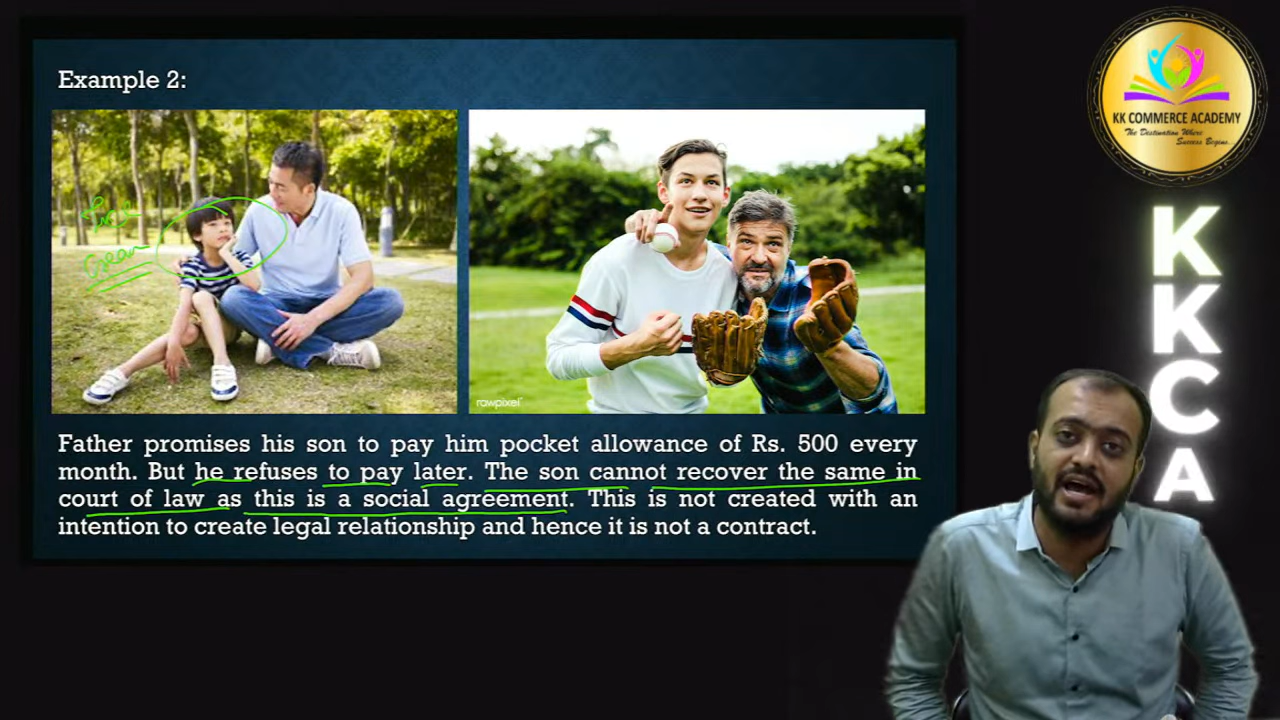 Example 2:
rawpixel
Father promises his son to pay him pocket allowance of Rs. 500 every
month. But he refuses to pay later. The son cannot recover the same in
court of law as this is a social agreement. This is not created with an
intention to create legal relationship and hence it is not a contract.
KK COMMERCE ACADEMY
The Destination Where
Success Begins...
K
K
C
A